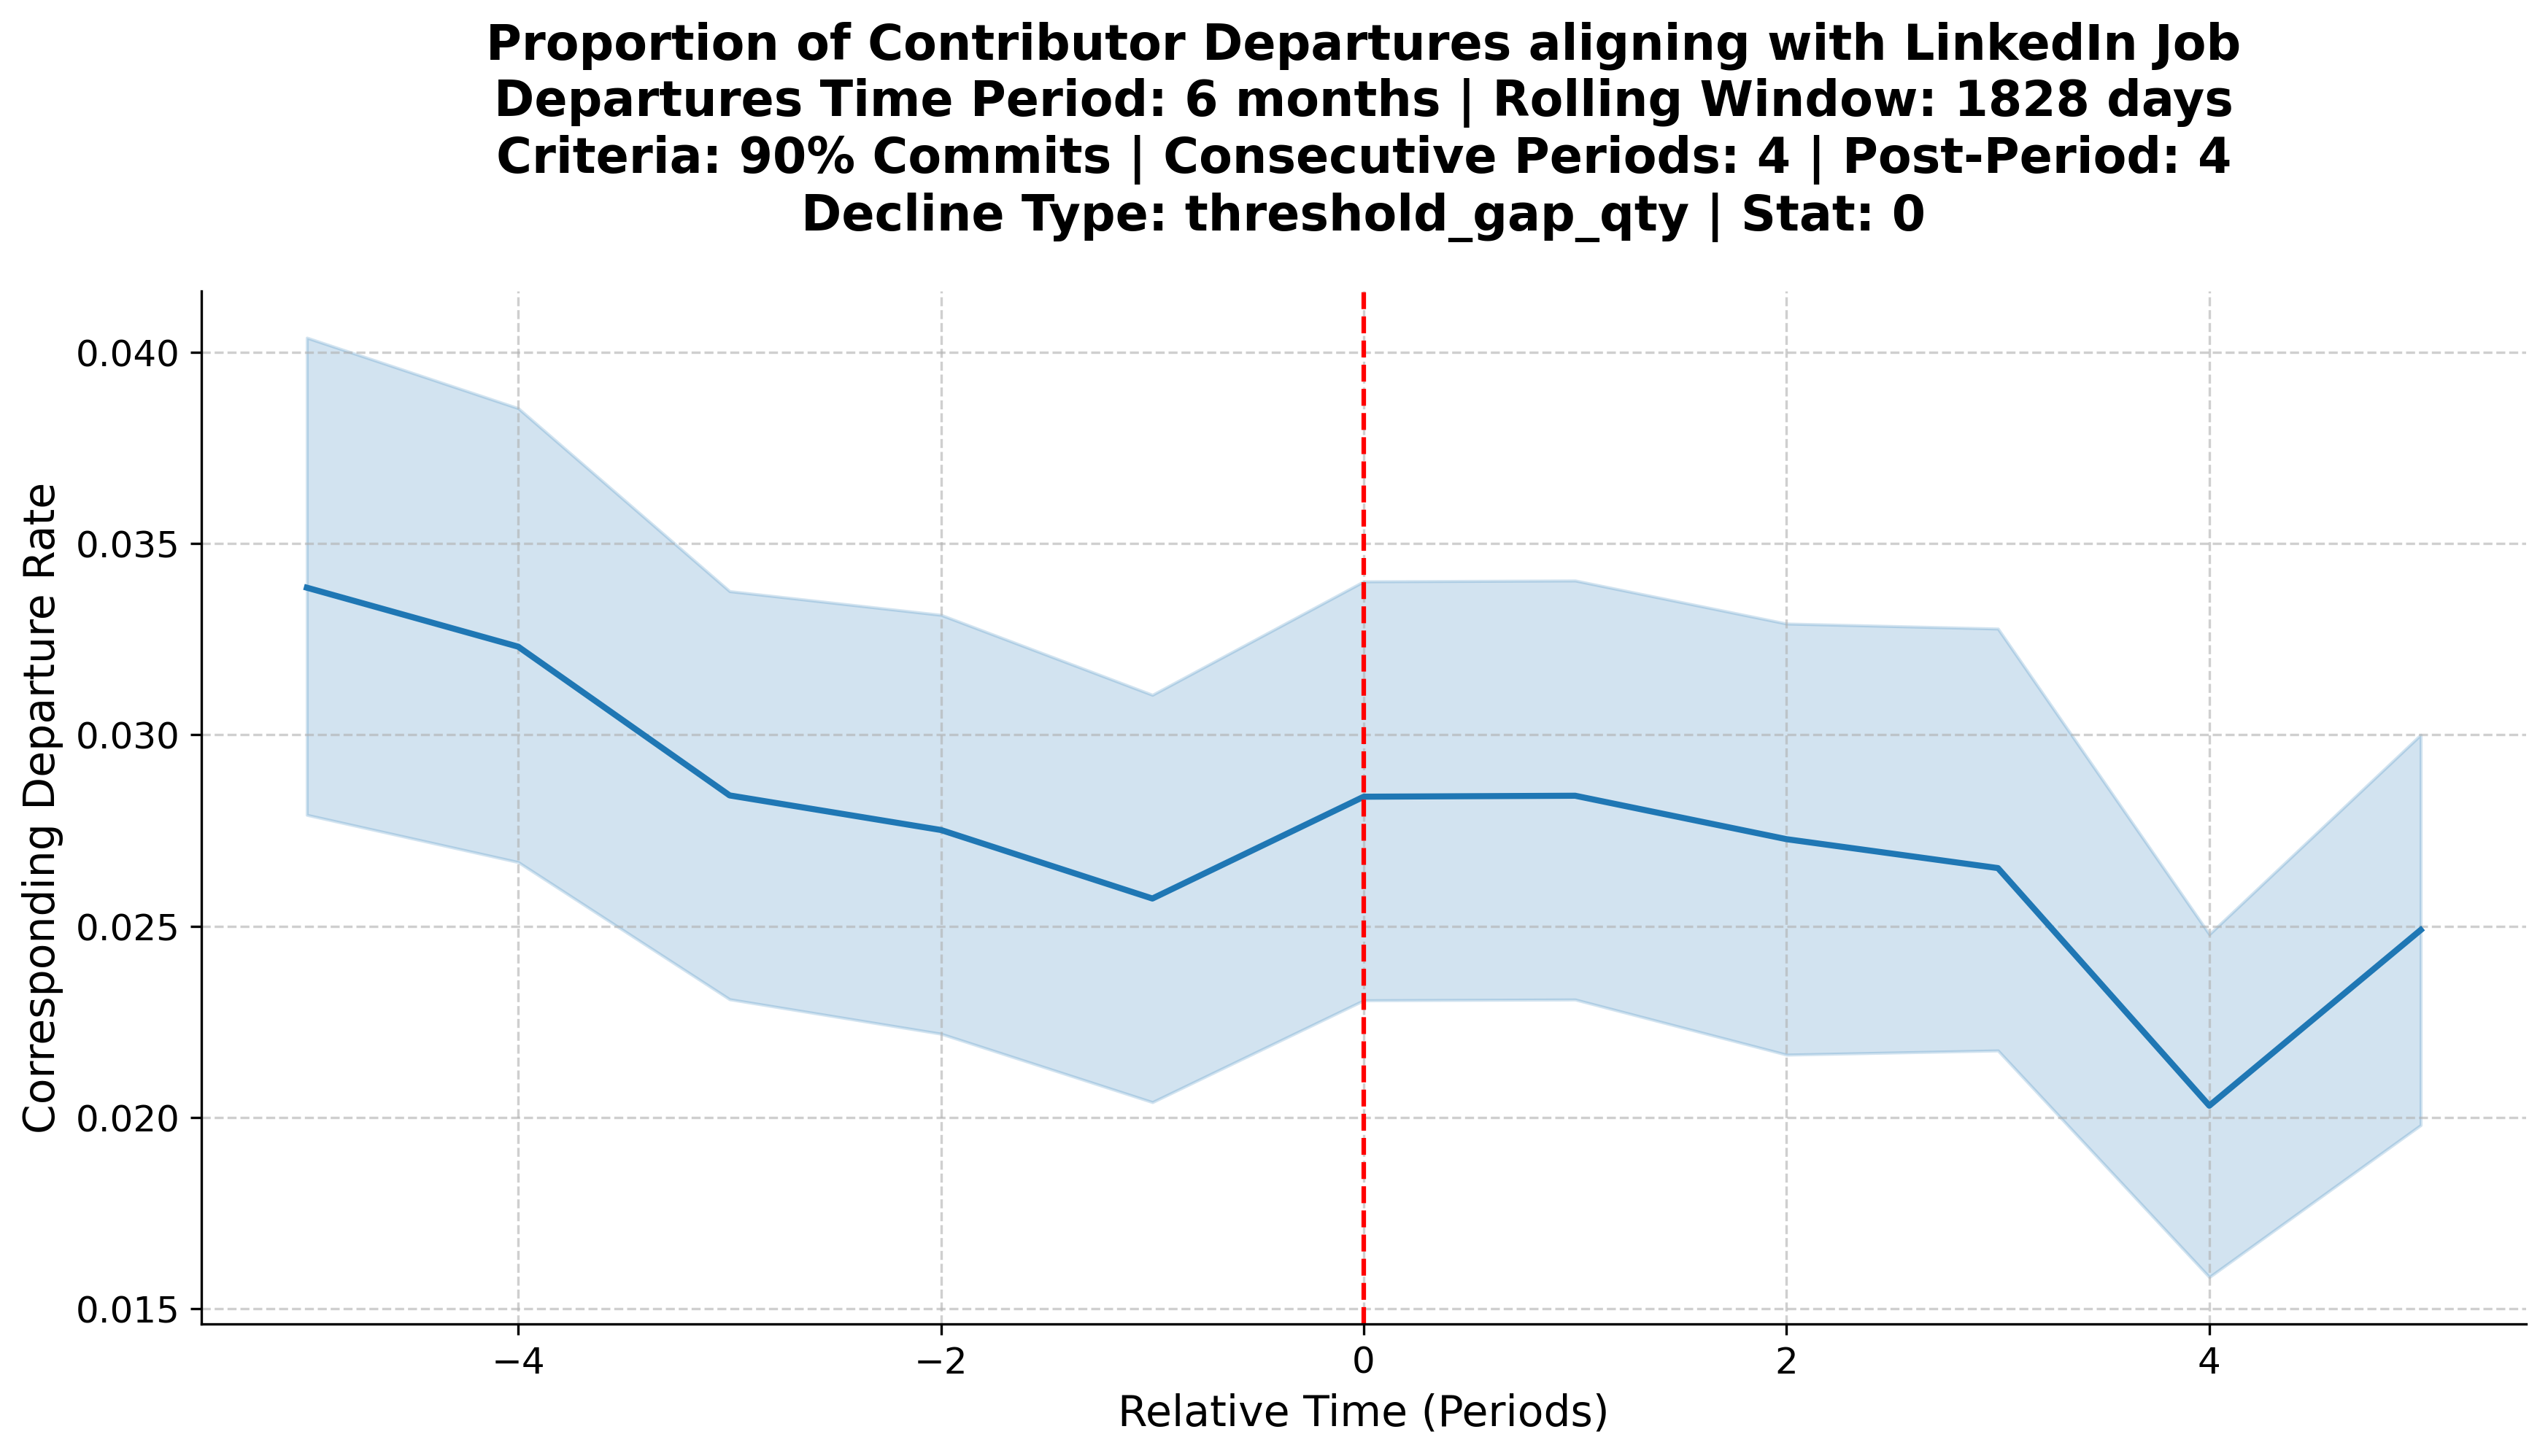 Proportion of Contributor Departures aligning with LinkedIn Job
Departures Time Period: 6 months | Rolling Window: 1828 days
Criteria: 90% Commits | Consecutive Periods: 4 | Post-Period: 4
Decline Type: threshold_gap_qty | Stat: 0
Corresponding Departure Rate
0.040
0.035
0.030
0.025
0.020
0.015
−4
−2
0
2
4
Relative Time (Periods)